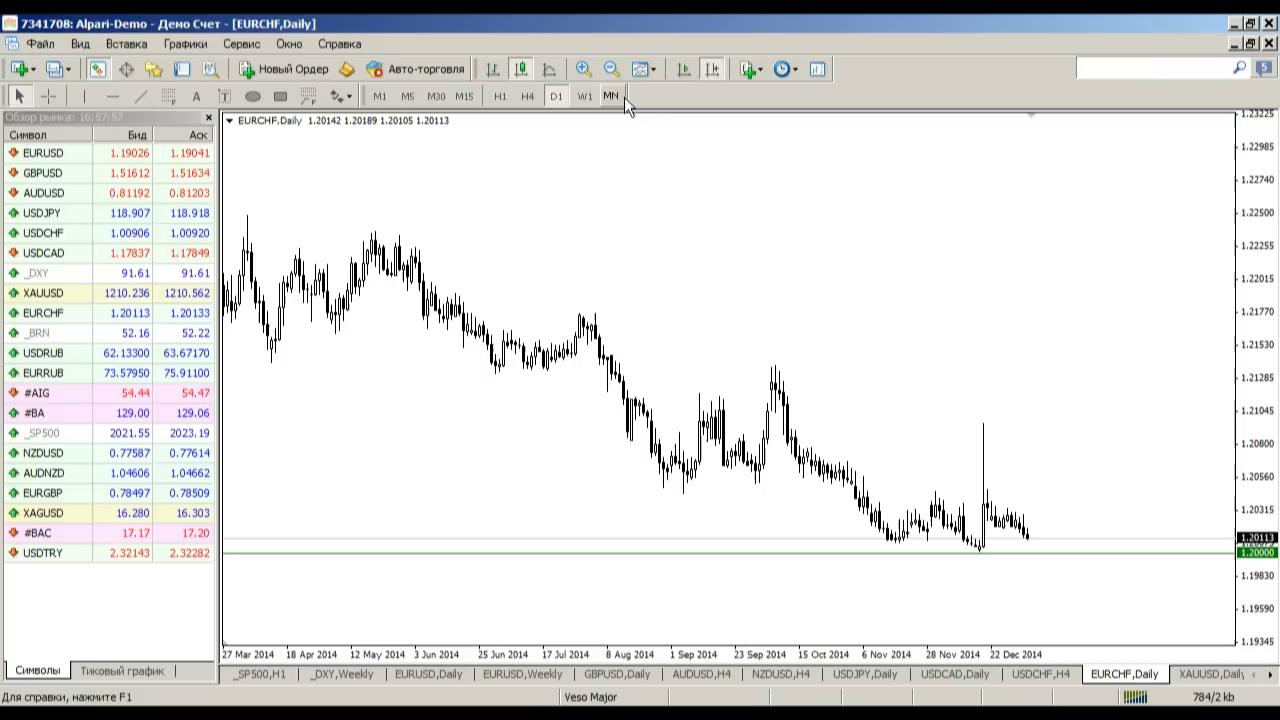 7341708: Alpari-Demo - Демо Счет - [EURCHF,Daily]
Файл Вид Вставка Графики Сервис Окно Справка
Новый Ордер Авто-торговля 5
A T M1 M5 M30 M15 H1 H4 D1 W1 MN
Обзор рынка: 16:57:57
Символ Бид Аск
EURUSD 1.19026 1.19041
GBPUSD 1.51612 1.51634
AUDUSD 0.81192 0.81203
USDJPY 118.907 118.918
USDCHF 1.00906 1.00920
USDCAD 1.17837 1.17849
_DXY 91.61 91.61
XAUUSD 1210.236 1210.562
EURCHF 1.20113 1.20133
_BRN 52.16 52.22
USDRUB 62.13300 63.67170
EURRUB 73.57950 75.91100
#AIG 54.44 54.47
#BA 129.00 129.06
_SP500 2021.55 2023.19
NZDUSD 0.77587 0.77614
AUDNZD 1.04606 1.04662
EURGBP 0.78497 0.78509
XAGUSD 16.280 16.303
#BAC 17.17 17.20
USDTRY 2.32143 2.32282
Символы Тиковый график
EURCHF,Daily 1.20142 1.20189 1.20105 1.20113
1.23225
1.22985
1.22740
1.22500
1.22255
1.22015
1.21770
1.21530
1.21285
1.21045
1.20800
1.20560
1.20315
1.20113
1.20000
1.19830
1.19590
1.19345
27 Mar 2014 18 Apr 2014 12 May 2014 3 Jun 2014 25 Jun 2014 17 Jul 2014 8 Aug 2014 1 Sep 2014 23 Sep 2014 15 Oct 2014 6 Nov 2014 28 Nov 2014 22 Dec 2014
_SP500,H1 _DXY,Weekly EURUSD,Daily EURUSD,Weekly GBPUSD,Daily AUDUSD,H4 NZDUSD,H4 USDJPY,Daily USDCAD,Daily USDCHF,H4 EURCHF,Daily XAUUSD,Daily
Для справки, нажмите F1 Veso Major 784/2 kb